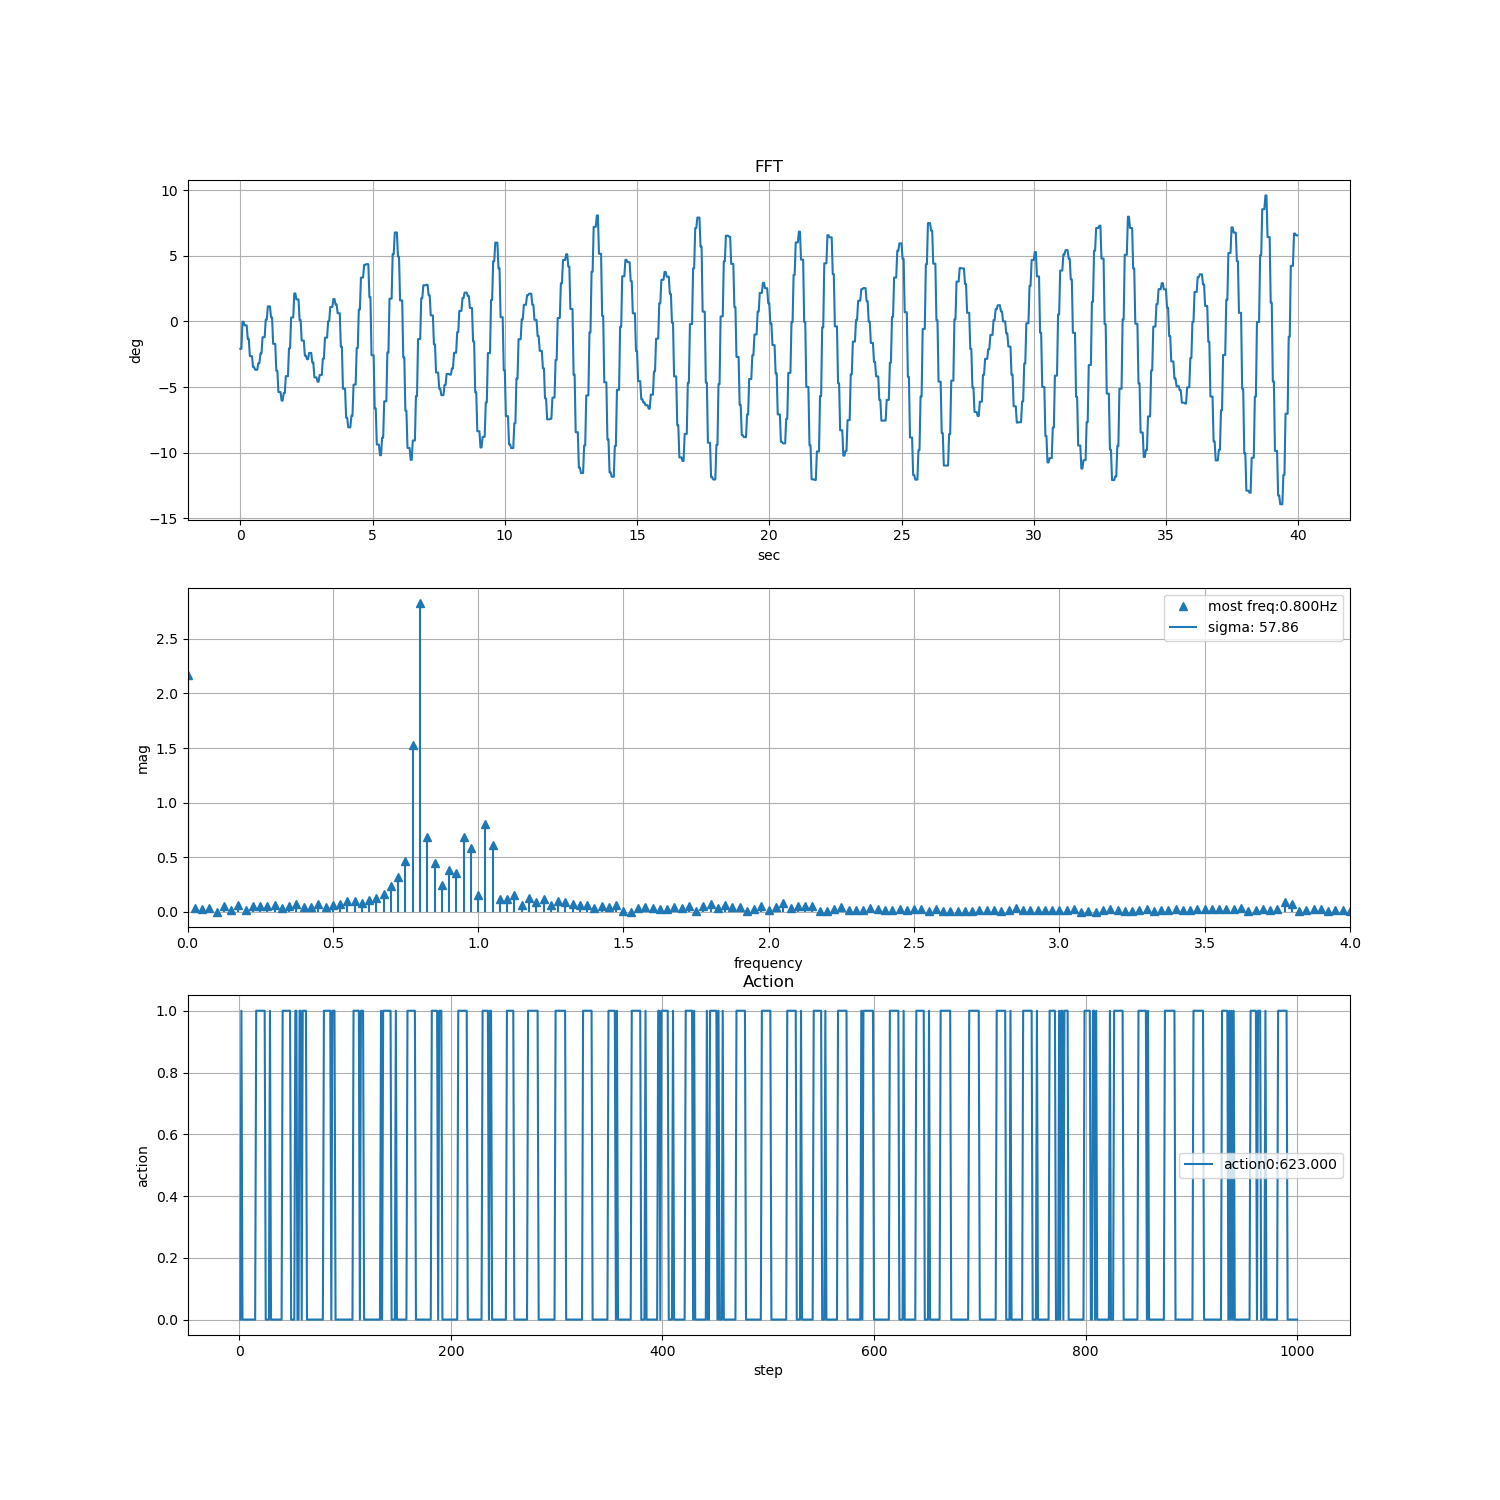 FFT
10
5
0
−5
−10
−15
deg
0 5 10 15 20 25 30 35 40
sec
most freq:0.800Hz
sigma: 57.86
2.5
2.0
1.5
1.0
0.5
0.0
mag
0.0 0.5 1.0 1.5 2.0 2.5 3.0 3.5 4.0
frequency
Action
1.0
0.8
0.6
0.4
0.2
0.0
action
action0:623.000
0 200 400 600 800 1000
step